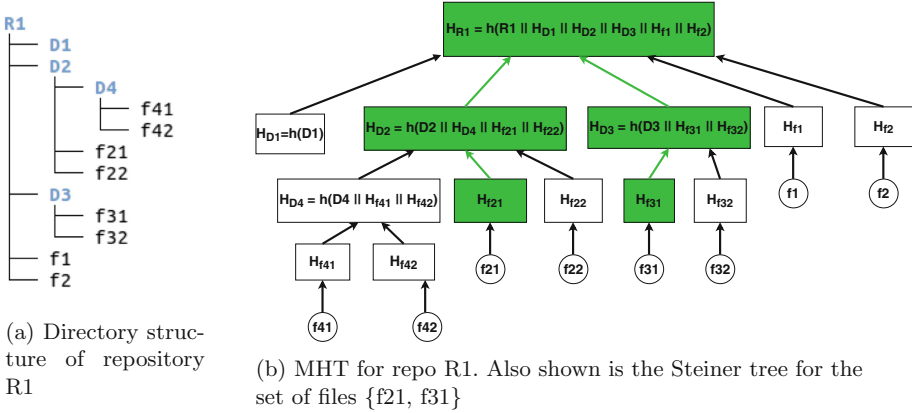 R1
D1
D2
D4
f41
f42
f21
f22
D3
f31
f32
f1
f2
(a) Directory struc-
ture of repository
R1
H_R1 = h(R1 || H_D1 || H_D2 || H_D3 || H_f1 || H_f2)
H_D1=h(D1)
H_D2 = h(D2 || H_D4 || H_f21 || H_f22)
H_D3 = h(D3 || H_f31 || H_f32)
H_f1
H_f2
H_D4 = h(D4 || H_f41 || H_f42)
H_f21
H_f22
H_f31
H_f32
f1
f2
H_f41
H_f42
f21
f22
f31
f32
f41
f42
(b) MHT for repo R1. Also shown is the Steiner tree for the
set of files {f21, f31}